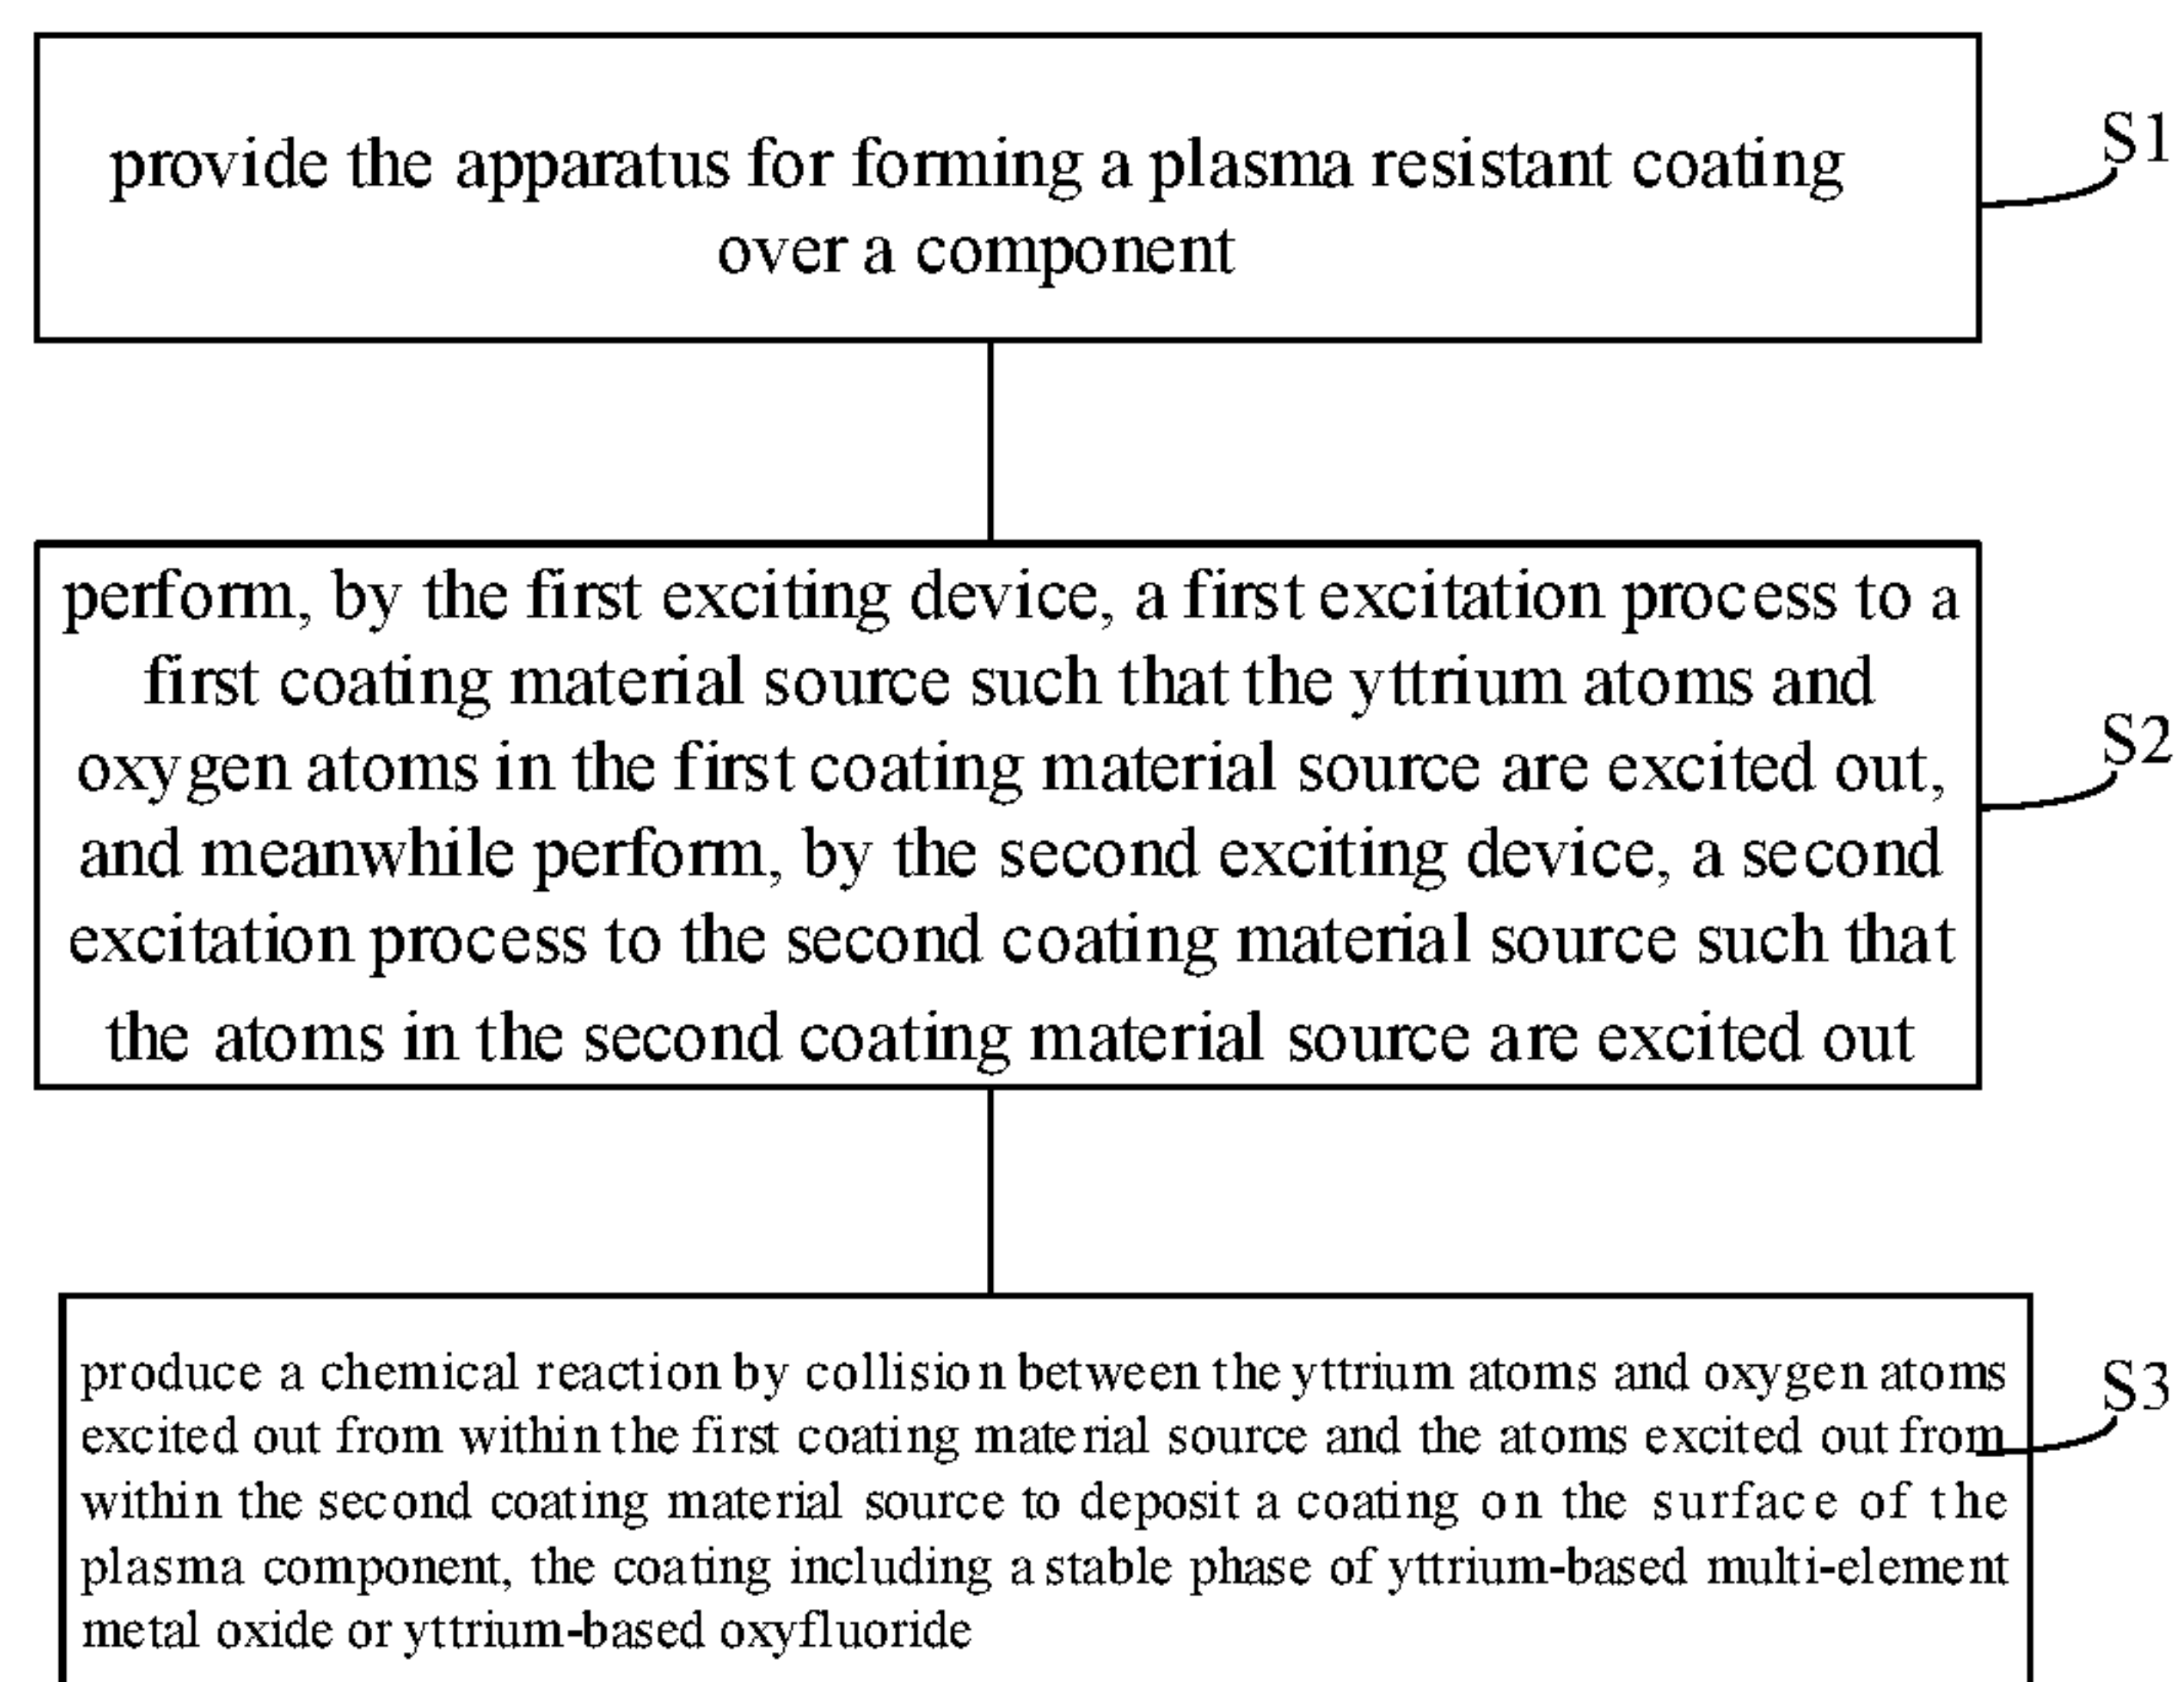 provide the apparatus for forming a plasma resistant coating
over a component
S1
perform, by the first exciting device, a first excitation process to a
first coating material source such that the yttrium atoms and
oxygen atoms in the first coating material source are excited out,
and meanwhile perform, by the second exciting device, a second
excitation process to the second coating material source such that
the atoms in the second coating material source are excited out
S2
produce a chemical reaction by collision between the yttrium atoms and oxygen atoms
excited out from within the first coating material source and the atoms excited out from
within the second coating material source to deposit a coating on the surface of the
plasma component, the coating including a stable phase of yttrium-based multi-element
metal oxide or yttrium-based oxyfluoride
S3